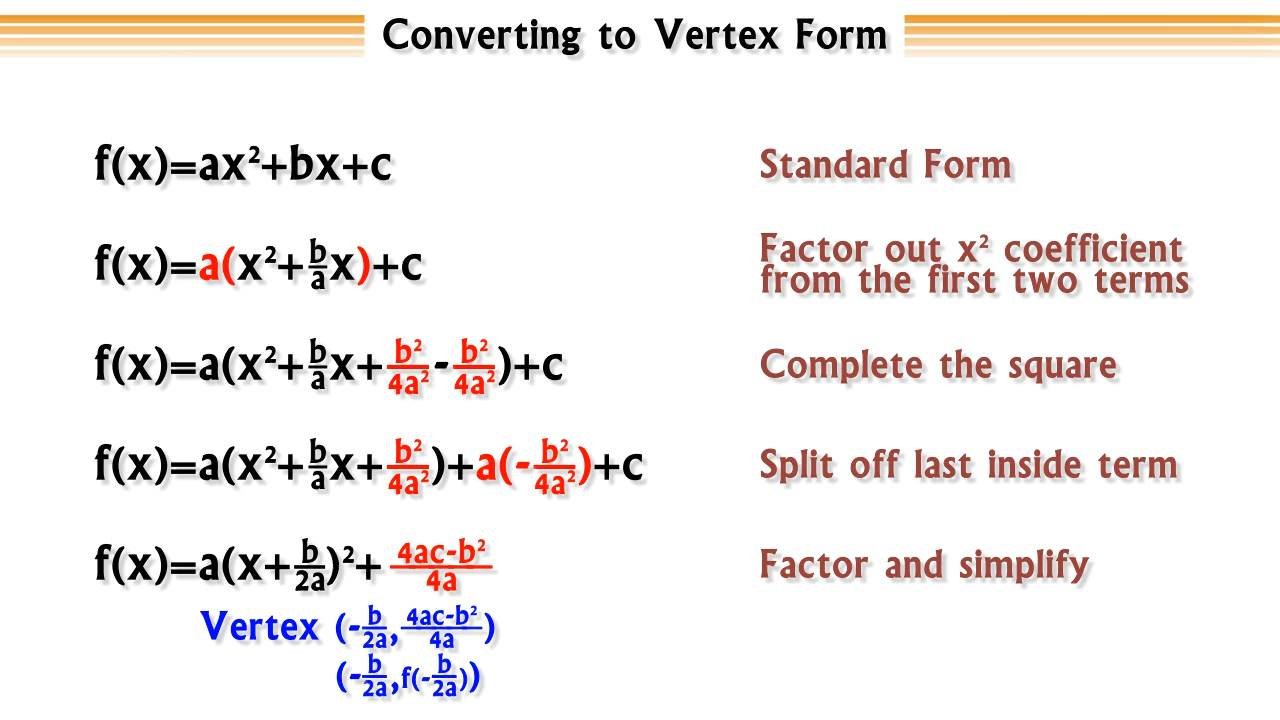 Converting to Vertex Form
f(x)=ax²+bx+c
Standard Form
f(x)=a(x²+b/a x)+c
Factor out x² coefficient
from the first two terms
f(x)=a(x²+b/a x+b²/4a²-b²/4a²)+c
Complete the square
f(x)=a(x²+b/a x+b²/4a²)+a(-b²/4a²)+c
Split off last inside term
f(x)=a(x+b/2a)²+4ac-b²/4a
Factor and simplify
Vertex (-b/2a,4ac-b²/4a)
(-b/2a,f(-b/2a))